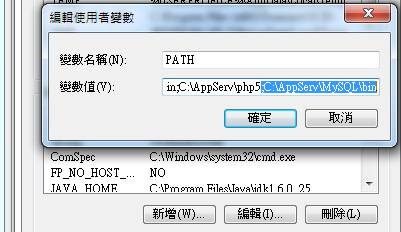 編輯使用者變數
變數名稱(N):
PATH
變數值(V):
in;C:\AppServ\php5;C:\AppServ\MySQL\bin
確定
取消
ComSpec
C:\Windows\system32\cmd.exe
FP_NO_HOST_...
NO
JAVA_HOME
C:\Program Files\Java\jdk1.6.0_25
新增(W)...
編輯(I)...
刪除(L)